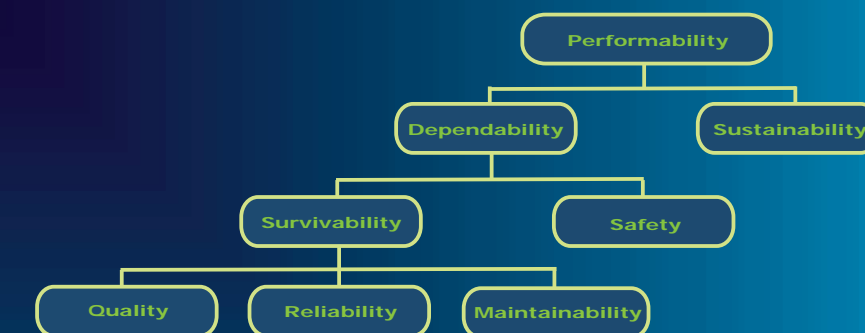 Performability
Dependability
Sustainability
Survivability
Safety
Quality
Reliability
Maintainability